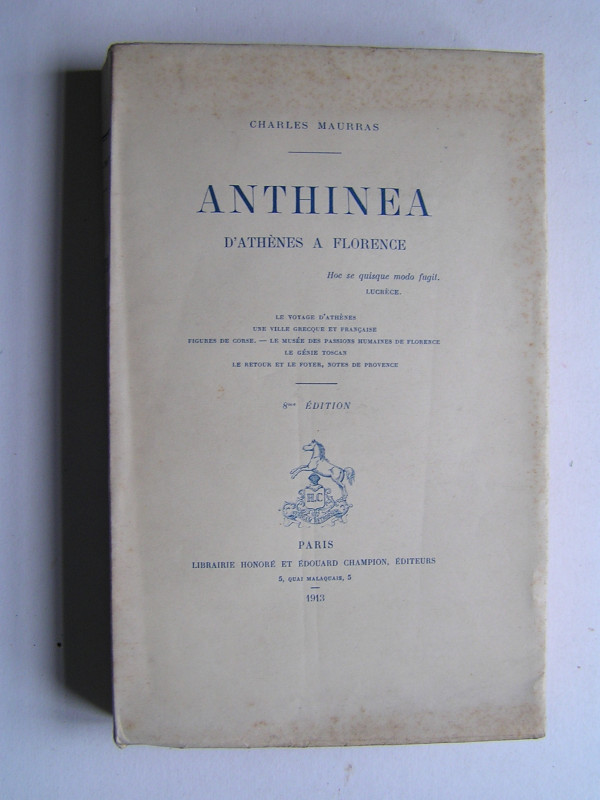 CHARLES MAURRAS
ANTHINEA
D'ATHÈNES A FLORENCE
Hoc se quisque modo fugit.
LUCRÈCE.
LE VOYAGE D'ATHÈNES
UNE VILLE GRECQUE ET FRANÇAISE
FIGURES DE CORSE. — LE MUSÉE DES PASSIONS HUMAINES DE FLORENCE
LE GÉNIE TOSCAN
LE RETOUR ET LE FOYER, NOTES DE PROVENCE
8me ÉDITION
H.C
PARIS
LIBRAIRIE HONORÉ ET ÉDOUARD CHAMPION, ÉDITEURS
5, QUAI MALAQUAIS, 5
1913